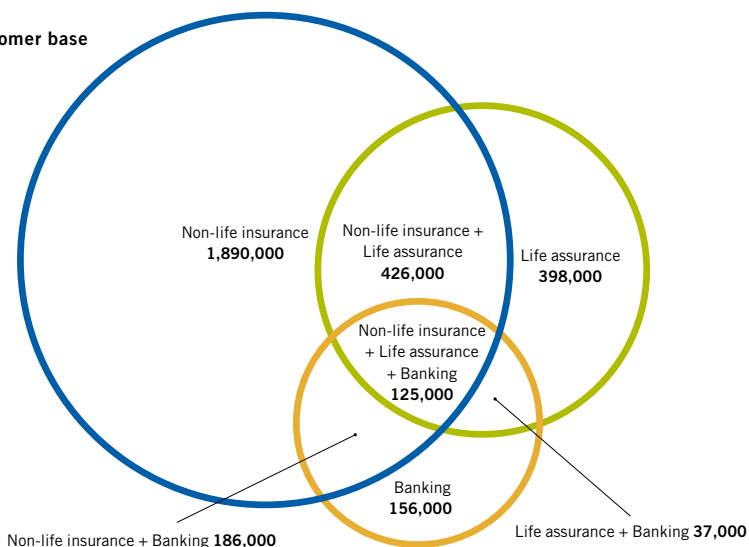 Non-life insurance
1,890,000
Non-life insurance +
Life assurance
426,000
Life assurance
398,000
Non-life insurance
+ Life assurance
+ Banking
125,000
Banking
156,000
Non-life insurance + Banking 186,000
Life assurance + Banking 37,000